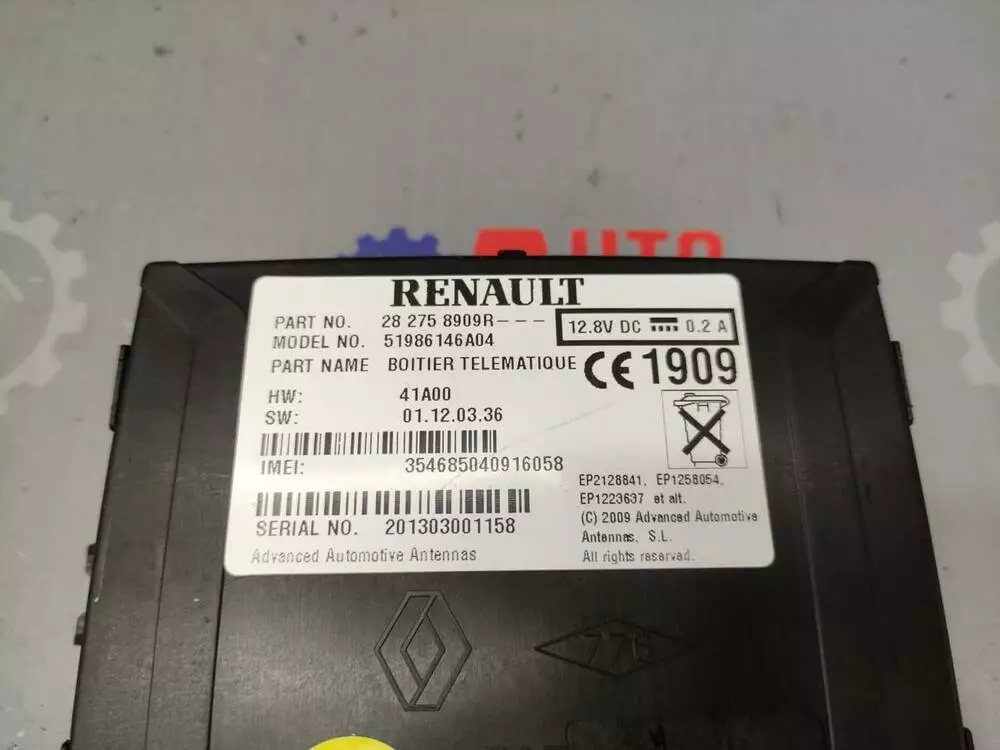 AUTO
RENAULT
PART NO. 28 275 8909R---
12.8V DC 0.2 A
MODEL NO. 51986146A04
PART NAME BOITIER TELEMATIQUE
CE 1909
HW: 41A00
SW: 01.12.03.36
IMEI: 354685040916058
EP2128841, EP1258054,
EP1223637 et alt.
(C) 2009 Advanced Automotive
Antennas, S.L.
All rights reserved.
SERIAL NO. 201303001158
Advanced Automotive Antennas
776